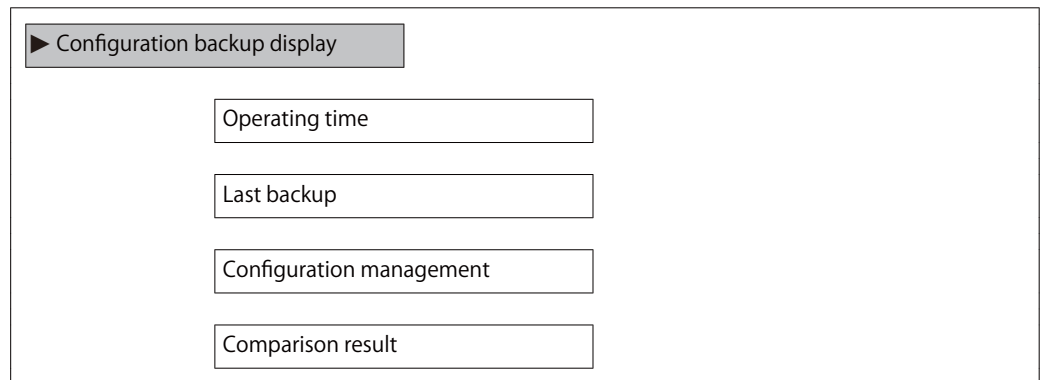 ▶ Configuration backup display
Operating time
Last backup
Configuration management
Comparison result